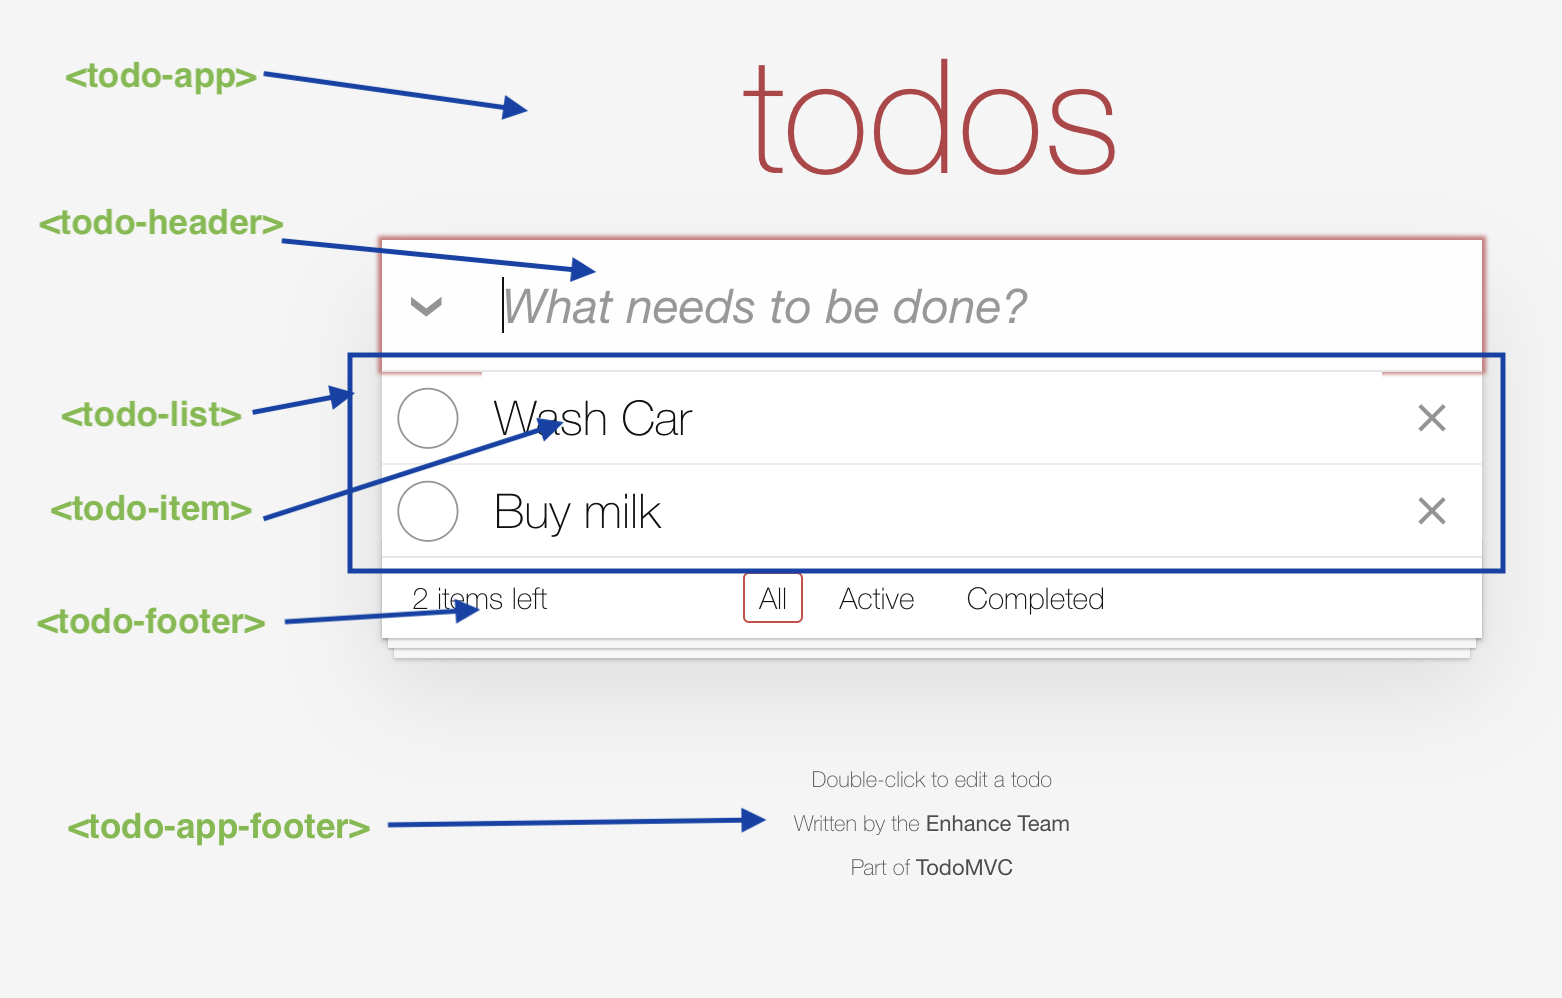 <todo-app>
todos
<todo-header>
What needs to be done?
<todo-list>
Wash Car
<todo-item>
Buy milk
2 items left All Active Completed
<todo-footer>
Double-click to edit a todo
Written by the Enhance Team
<todo-app-footer>
Part of TodoMVC